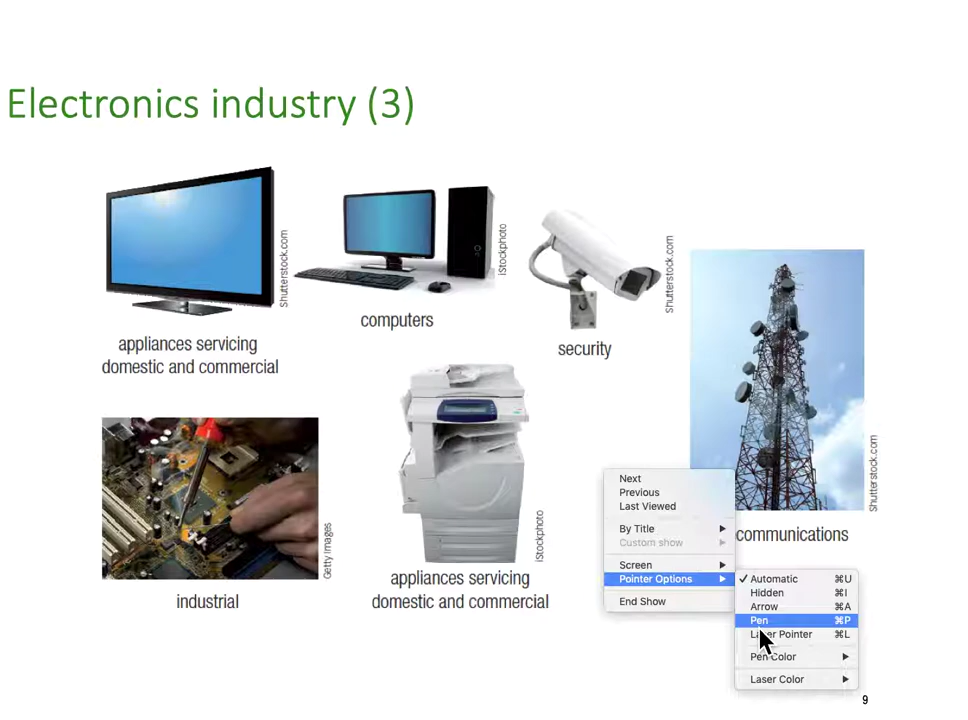 Electronics industry (3)
Shutterstock.com
appliances servicing
domestic and commercial
iStockphoto
computers
Shutterstock.com
security
Shutterstock.com
communications
Getty Images
industrial
iStockphoto
appliances servicing
domestic and commercial
Next
Previous
Last Viewed
By Title
Custom show
Screen
Pointer Options
End Show
✓ Automatic ⌘U
Hidden ⌘I
Arrow ⌘A
Pen ⌘P
Laser Pointer ⌘L
Pen Color
Laser Color
9